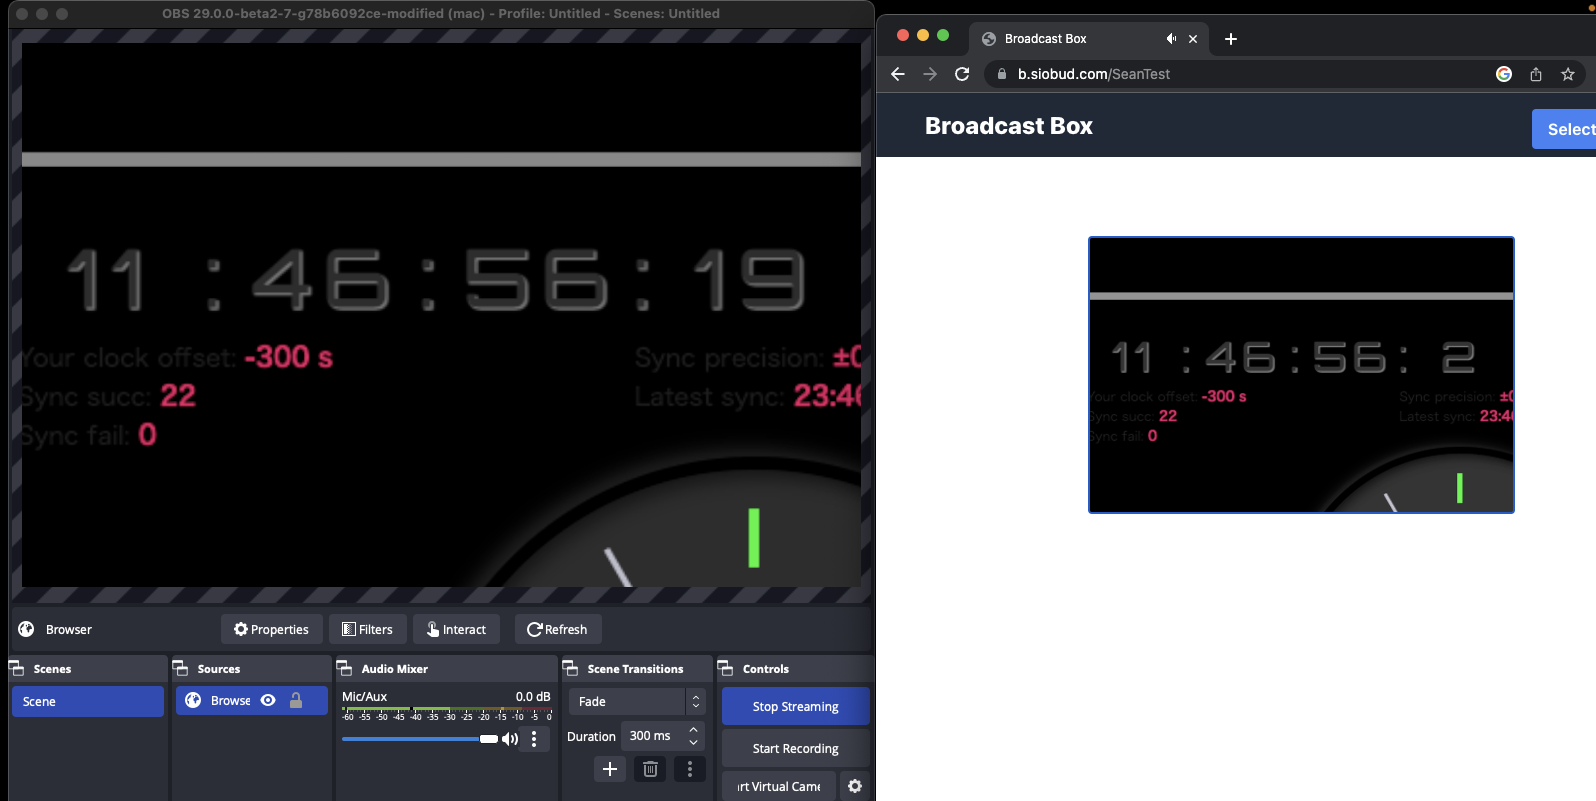 OBS 29.0.0-beta2-7-g78b6092ce-modified (mac) - Profile: Untitled - Scenes: Untitled
11 : 46 : 56 : 19
Your clock offset: -300 s
Sync succ: 22
Sync fail: 0
Sync precision: ±0
Latest sync: 23:46
Browser
Properties
Filters
Interact
Refresh
Scenes
Scene
Sources
Browse
Audio Mixer
Mic/Aux 0.0 dB
-60 -55 -50 -45 -40 -35 -30 -25 -20 -15 -10 -5 0
Scene Transitions
Fade
Duration 300 ms
Controls
Stop Streaming
Start Recording
rt Virtual Came
Broadcast Box
b.siobud.com/SeanTest
Broadcast Box
Select
11 : 46 : 56 : 2
Your clock offset: -300 s
Sync succ: 22
Sync fail: 0
Sync precision: ±0
Latest sync: 23:46